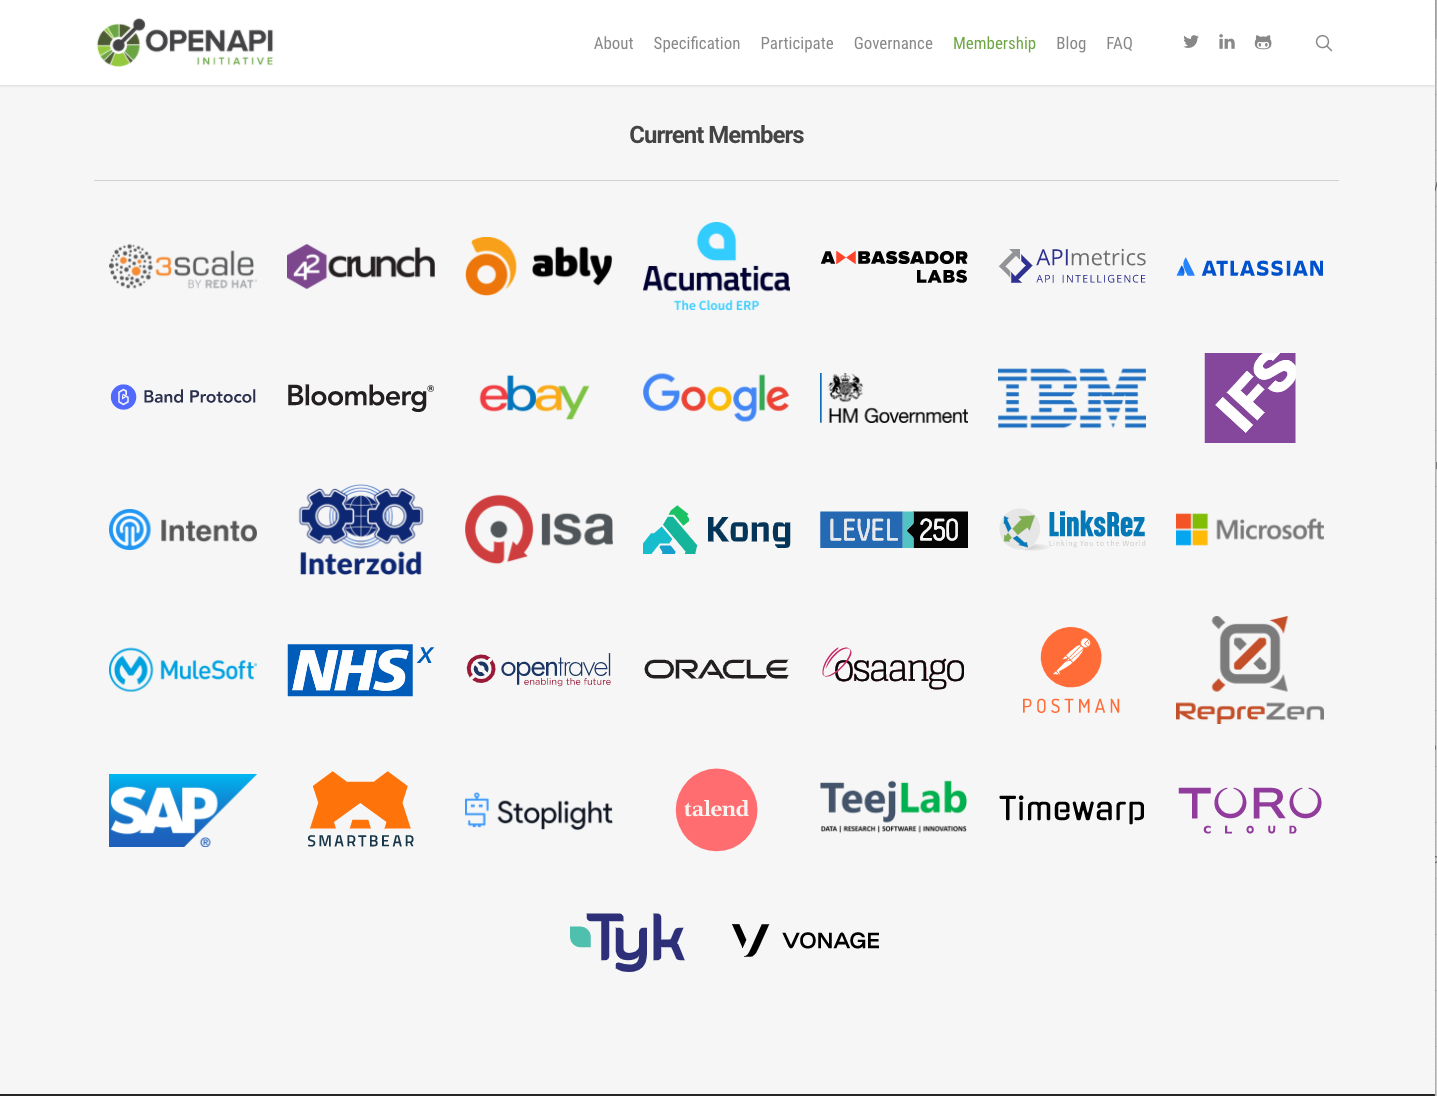 OPENAPI
INITIATIVE
About Specification Participate Governance Membership Blog FAQ
Current Members
3scale
BY RED HAT
42 crunch
ably
Acumatica
The Cloud ERP
AMBASSADOR
LABS
APImetrics
API INTELLIGENCE
ATLASSIAN
Band Protocol
Bloomberg®
ebay
Google
HM Government
IBM
IFS
Intento
Interzoid
ISA
Kong
LEVEL 250
LinksRez
Linking You to the World
Microsoft
MuleSoft
NHS X
opentravel
enabling the future
ORACLE
Osaango
POSTMAN
RepreZen
SAP®
SMARTBEAR
Stoplight
talend
TeejLab
DATA | RESEARCH | SOFTWARE | INNOVATIONS
Timewarp
TORO
CLOUD
Tyk
VONAGE